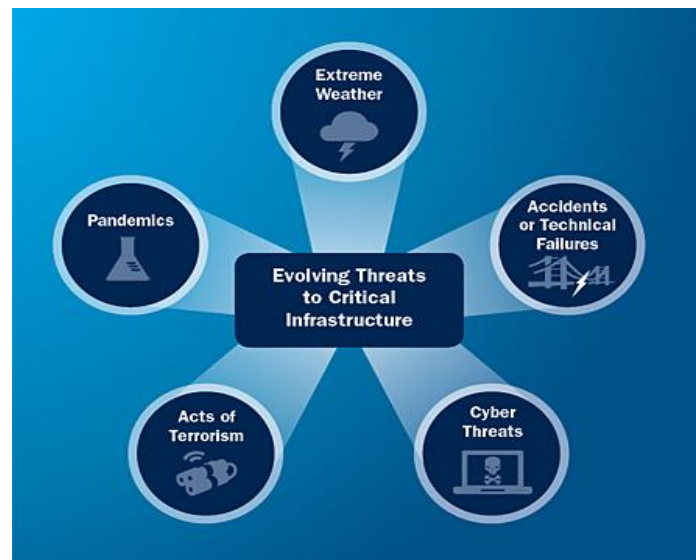 Extreme
Weather
Pandemics
Accidents
or Technical
Failures
Evolving Threats
to Critical
Infrastructure
Acts of
Terrorism
Cyber
Threats